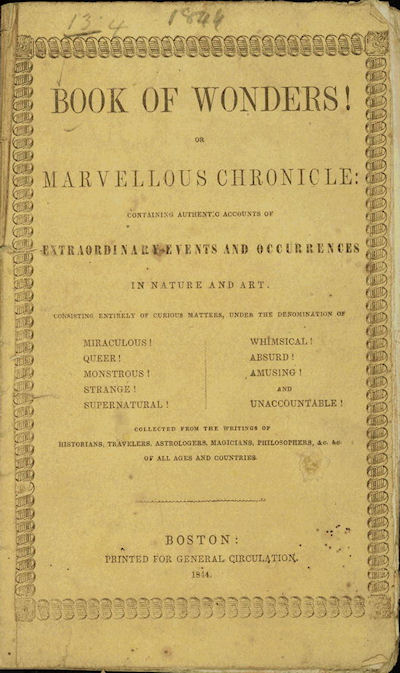 13.4 1844
BOOK OF WONDERS!
OR
MARVELLOUS CHRONICLE:
CONTAINING AUTHENTIC ACCOUNTS OF
EXTRAORDINARY EVENTS AND OCCURRENCES
IN NATURE AND ART.
CONSISTING ENTIRELY OF CURIOUS MATTERS, UNDER THE DENOMINATION OF
MIRACULOUS!
QUEER!
MONSTROUS!
STRANGE!
SUPERNATURAL!
WHIMSICAL!
ABSURD!
AMUSING!
AND
UNACCOUNTABLE!
COLLECTED FROM THE WRITINGS OF
HISTORIANS, TRAVELERS, ASTROLOGERS, MAGICIANS, PHILOSOPHERS, &c. &c.
OF ALL AGES AND COUNTRIES.
BOSTON:
PRINTED FOR GENERAL CIRCULATION.
1844.